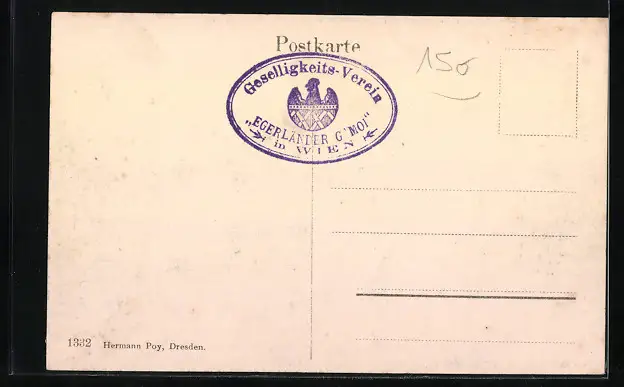 Postkarte
150
Geselligkeits-Verein
"EGERLÄNDER G'MOI"
in WIEN
1332 Hermann Poy, Dresden.